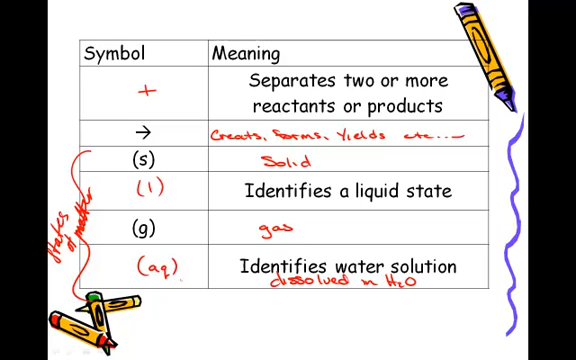 Symbol Meaning
+ Separates two or more
reactants or products
→ Creats, forms, Yields etc....
(s) Solid
(l) Identifies a liquid state
(g) gas
(aq) Identifies water solution
dissolved in H₂O
States
of matter